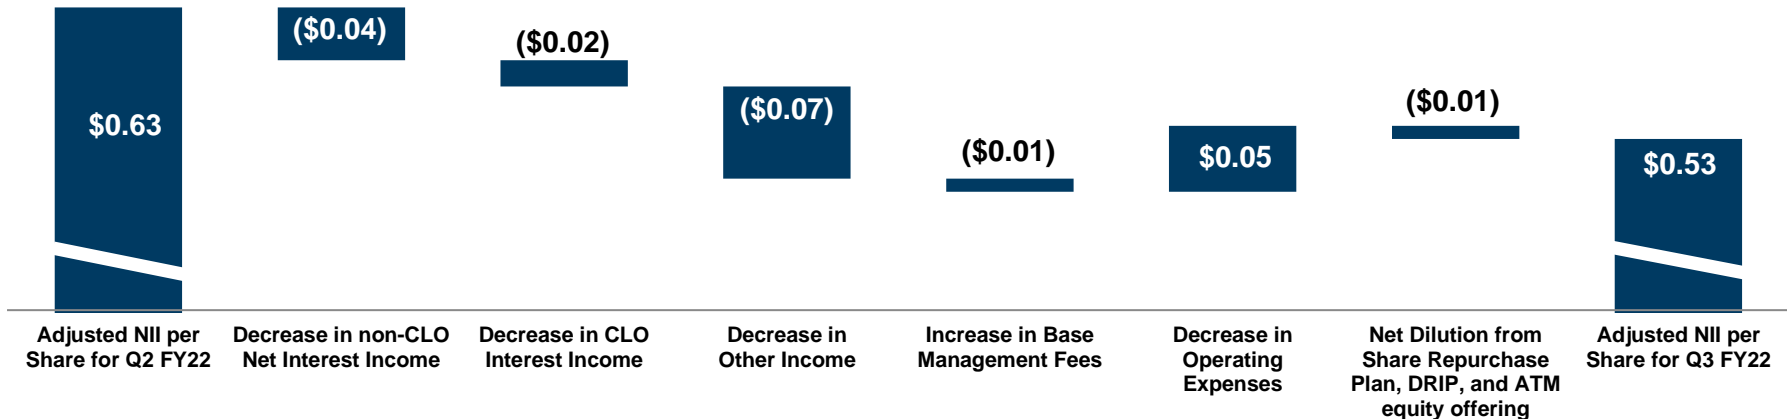 $0.63
($0.04)
($0.02)
($0.07)
($0.01)
$0.05
($0.01)
$0.53
Adjusted NII per
Share for Q2 FY22
Decrease in non-CLO
Net Interest Income
Decrease in CLO
Interest Income
Decrease in
Other Income
Increase in Base
Management Fees
Decrease in
Operating
Expenses
Net Dilution from
Share Repurchase
Plan, DRIP, and ATM
equity offering
Adjusted NII per
Share for Q3 FY22